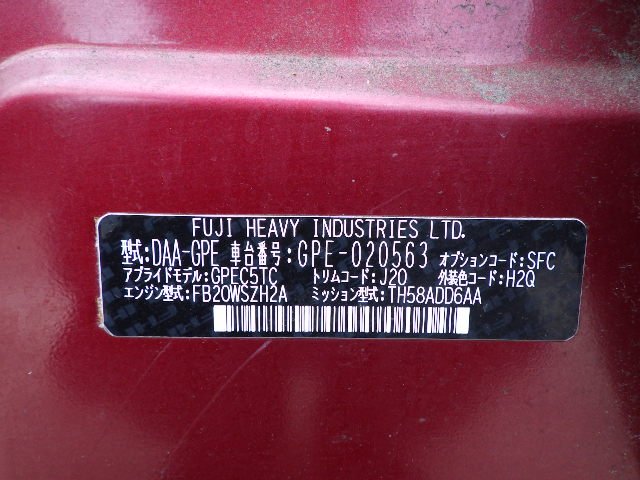 FUJI HEAVY INDUSTRIES LTD.
型式:DAA-GPE 車台番号:GPE-020563 オプションコード:SFC
アプライドモデル:GPEC5TC トリムコード:J20 外装色コード:H2Q
エンジン型式:FB20WSZH2A ミッション型式:TH58ADD6AA